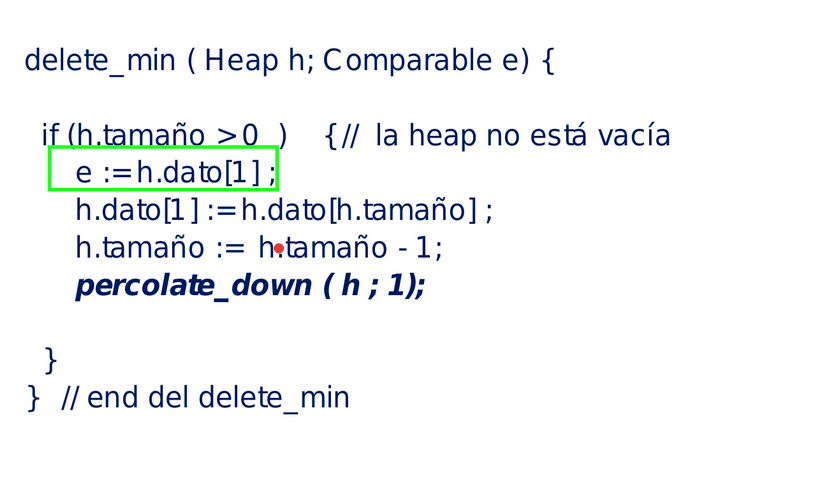 delete_min ( Heap h; Comparable e) {
if (h.tamaño >0 ) { // la heap no está vacía
e := h.dato[1] ;
h.dato[1] := h.dato[h.tamaño] ;
h.tamaño := h.tamaño - 1;
percolate_down ( h ; 1);
}
} // end del delete_min